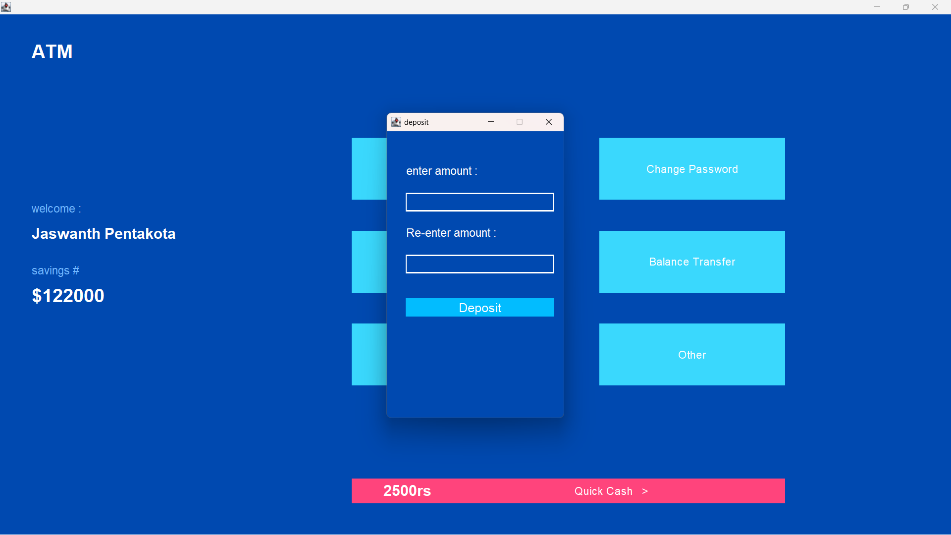 ATM
welcome :
Jaswanth Pentakota
savings #
$122000
deposit
enter amount :
Re-enter amount :
Deposit
Change Password
Balance Transfer
Other
2500rs Quick Cash >